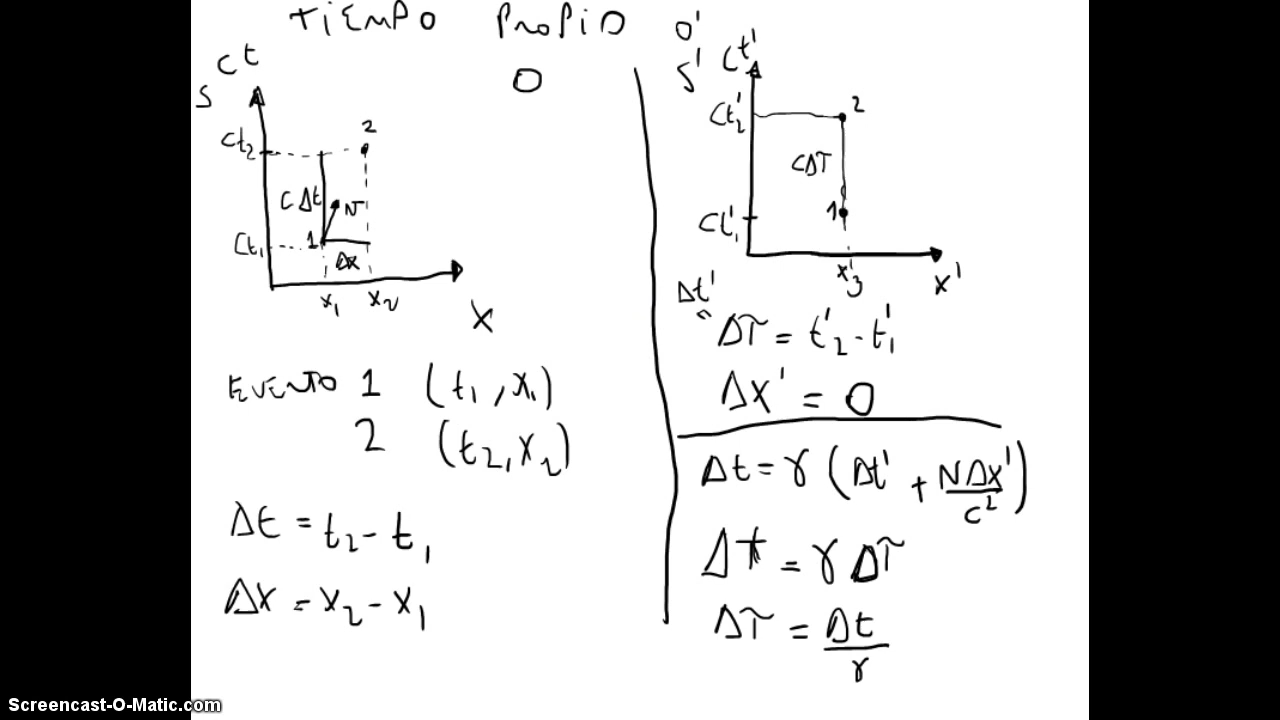 TIEMPO PROPIO
O
S
ct
ct₂
ct₁
cΔt
v
1
2
Δx
x₁
x₂
x
EVENTO 1 (t₁, x₁)
2 (t₂, x₂)
Δt = t₂ - t₁
Δx = x₂ - x₁
O'
S'
ct'
ct'₂
ct'₁
cΔτ
2
1
x'₃
x'
Δt'
=
Δτ = t'₂ - t'₁
Δx' = 0
Δt = γ (Δt' + vΔx'/c²)
Δt = γ Δτ
Δτ = Δt/γ
Screencast-O-Matic.com